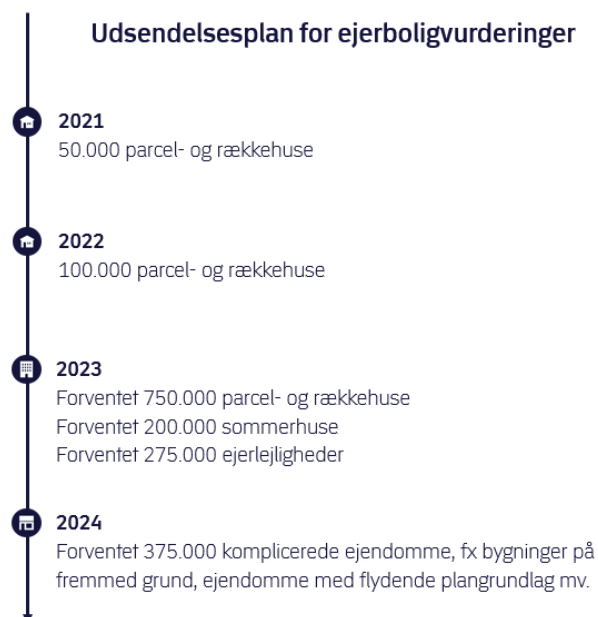 Udsendelsesplan for ejerboligvurderinger
2021
50.000 parcel- og rækkehuse
2022
100.000 parcel- og rækkehuse
2023
Forventet 750.000 parcel- og rækkehuse
Forventet 200.000 sommerhuse
Forventet 275.000 ejerlejligheder
2024
Forventet 375.000 komplicerede ejendomme, fx bygninger på
fremmed grund, ejendomme med flydende plangrundlag mv.